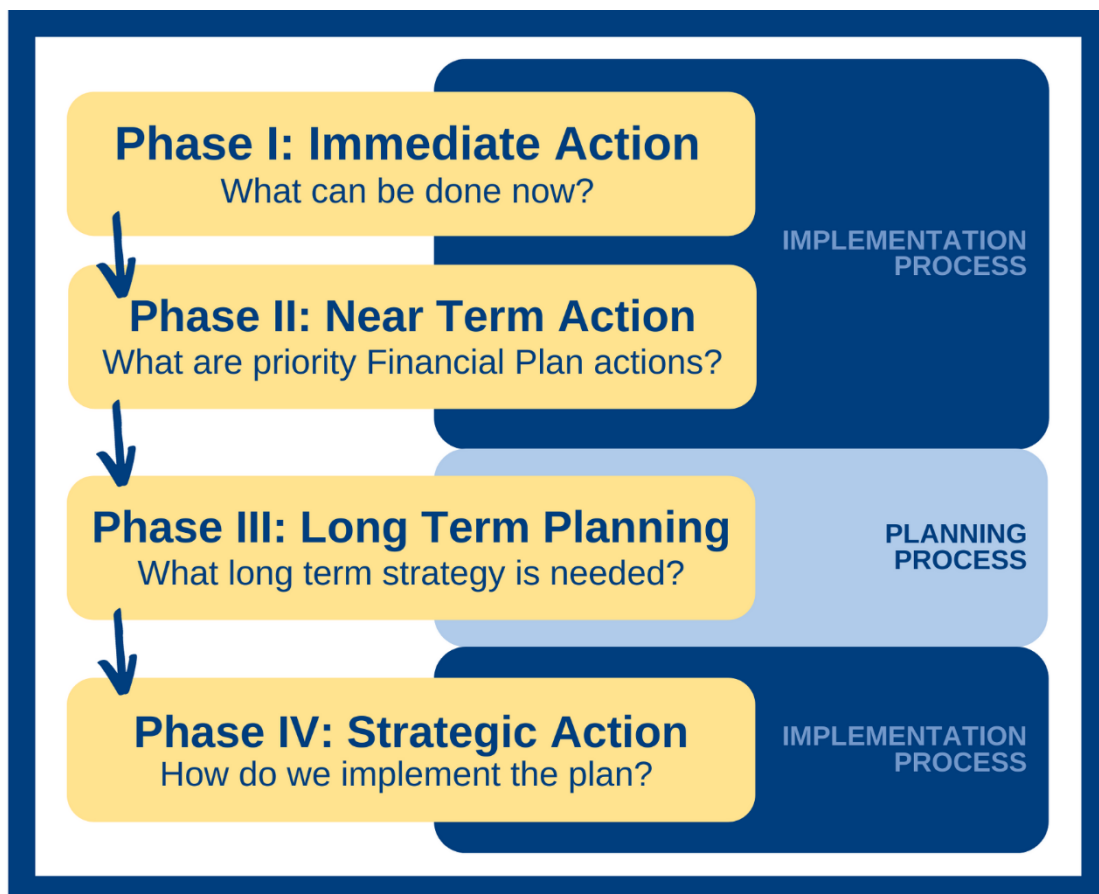 Phase I: Immediate Action
What can be done now?
IMPLEMENTATION
PROCESS
Phase II: Near Term Action
What are priority Financial Plan actions?
Phase III: Long Term Planning
What long term strategy is needed?
PLANNING
PROCESS
Phase IV: Strategic Action
How do we implement the plan?
IMPLEMENTATION
PROCESS